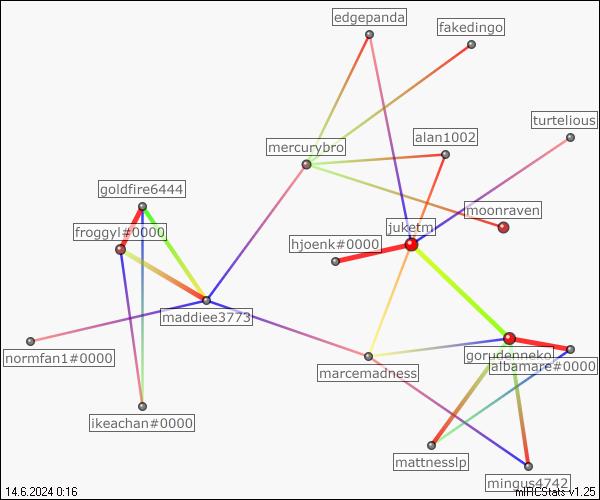 edgepanda
fakedingo
turtelious
alan1002
mercurybro
goldfire6444
moonraven
froggyl#0000
juketm
hjoenk#0000
maddiee3773
normfan1#0000
gorudenneko
albamare#0000
marcemadness
ikeachan#0000
mattnesslp
mingus4742
14.6.2024 0:16
mIRCStats v1.25